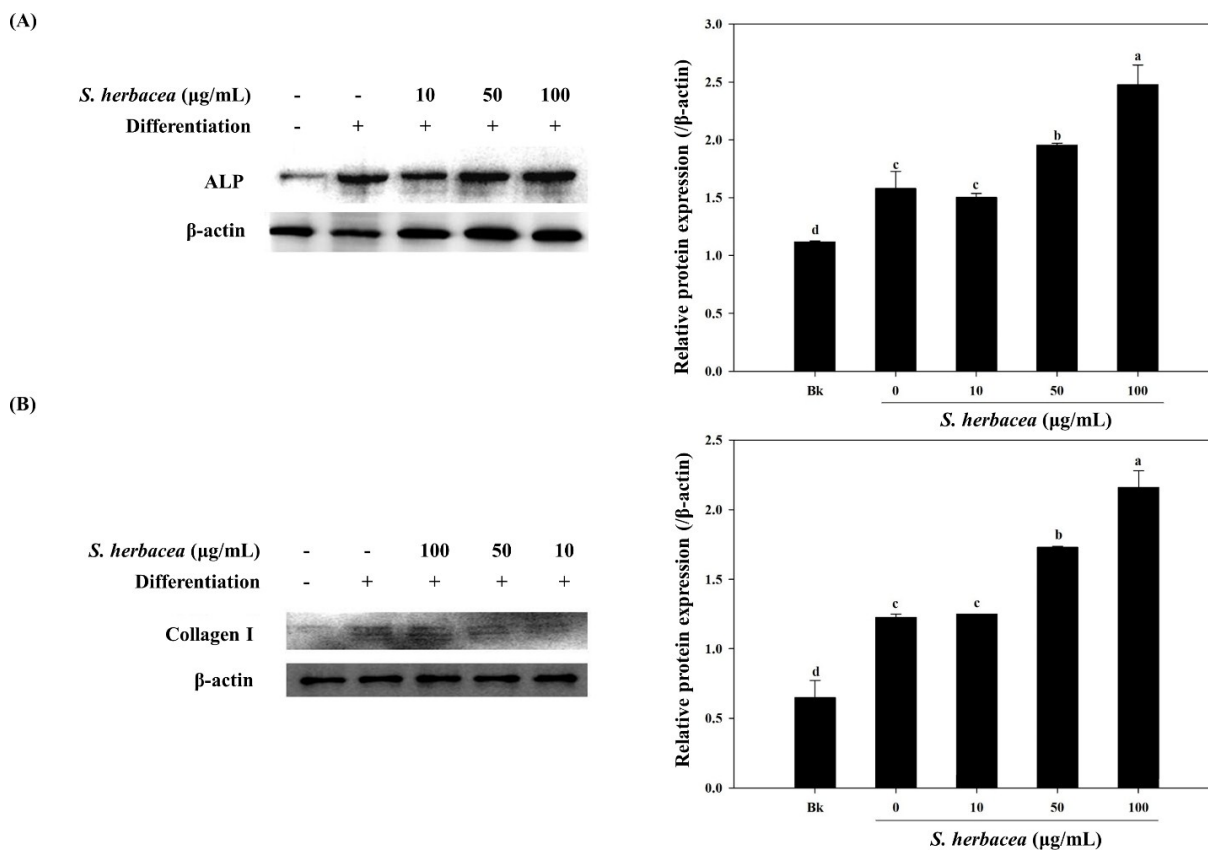 (A)
S. herbacea (μg/mL) - - 10 50 100
Differentiation - + + + +
ALP
β-actin
Relative protein expression (/β-actin)
3.0
2.5
2.0
1.5
1.0
0.5
0.0
d
c
c
b
a
Bk 0 10 50 100
S. herbacea (μg/mL)
(B)
S. herbacea (μg/mL) - - 100 50 10
Differentiation - + + + +
Collagen I
β-actin
Relative protein expression (/β-actin)
2.5
2.0
1.5
1.0
0.5
0.0
d
c
c
b
a
Bk 0 10 50 100
S. herbacea (μg/mL)